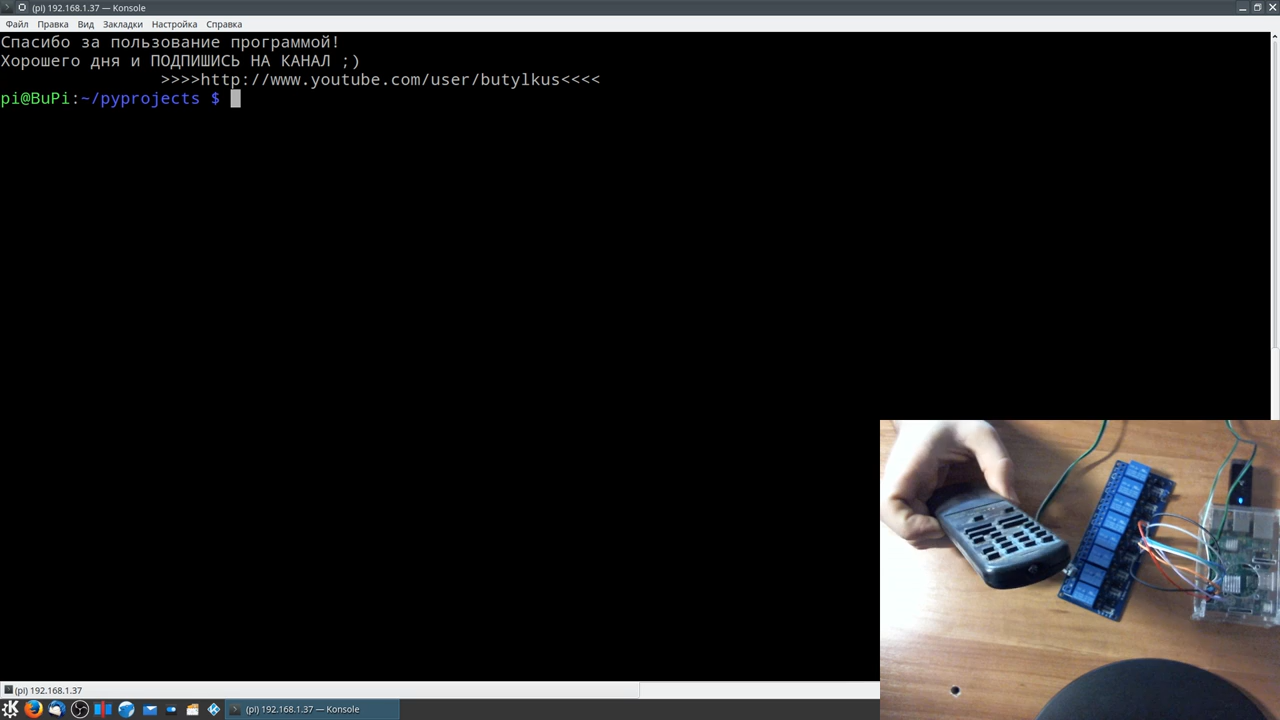 (pi) 192.168.1.37 — Konsole
Файл Правка Вид Закладки Настройка Справка
Спасибо за пользование программой!
Хорошего дня и ПОДПИШИСЬ НА КАНАЛ ;)
>>>>http://www.youtube.com/user/butylkus<<<<
pi@BuPi:~/pyprojects $
(pi) 192.168.1.37
(pi) 192.168.1.37 — Konsole